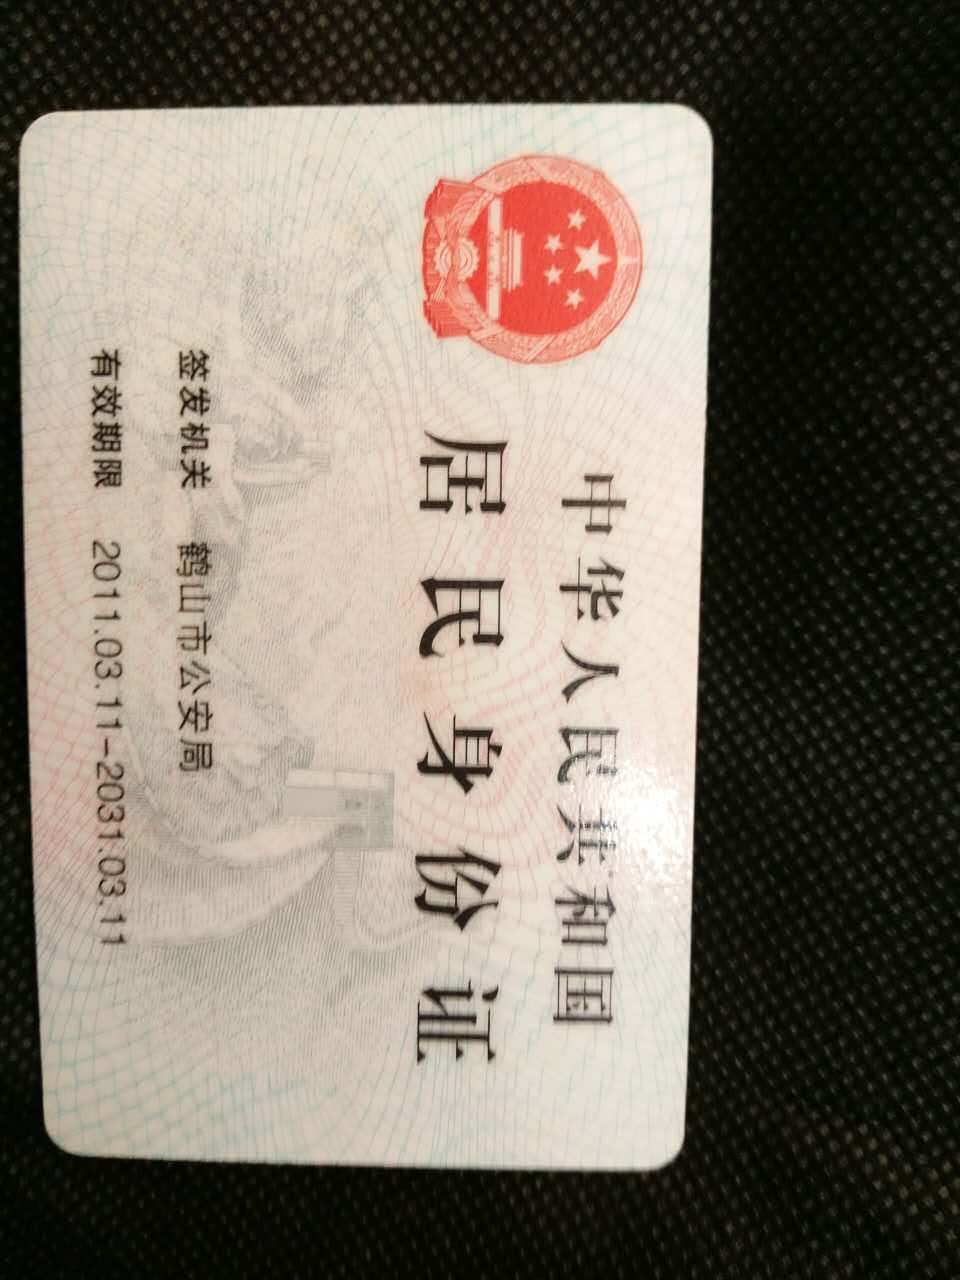 中华人民共和国
居民身份证
签发机关 鹤山市公安局
有效期限 2011.03.11-2031.03.11